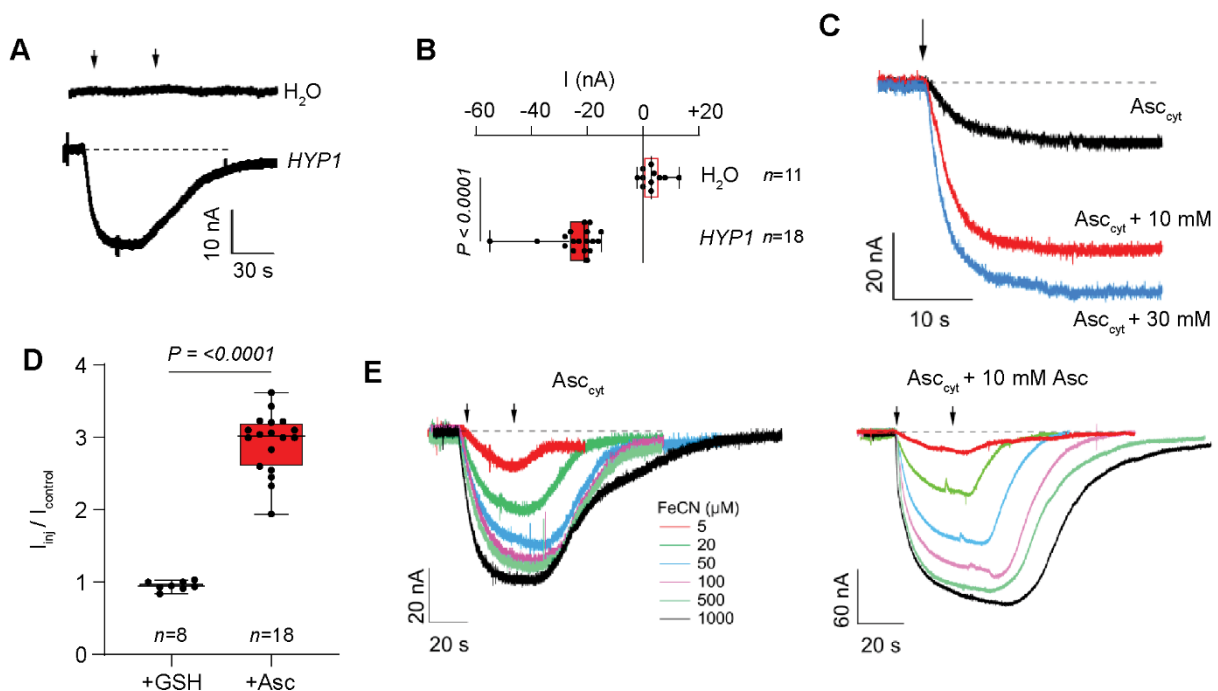 A
H2O
HYP1
10 nA
30 s
B
I (nA)
-60 -40 -20 0 +20
H2O n=11
P < 0.0001
HYP1 n=18
C
Asccyt
Asccyt + 10 mM
Asccyt + 30 mM
20 nA
10 s
D
P = <0.0001
4
3
2
1
0
Iinj / Icontrol
n=8 n=18
+GSH +Asc
E
Asccyt
Asccyt + 10 mM Asc
FeCN (µM)
5
20
50
100
500
1000
20 nA
20 s
60 nA
20 s